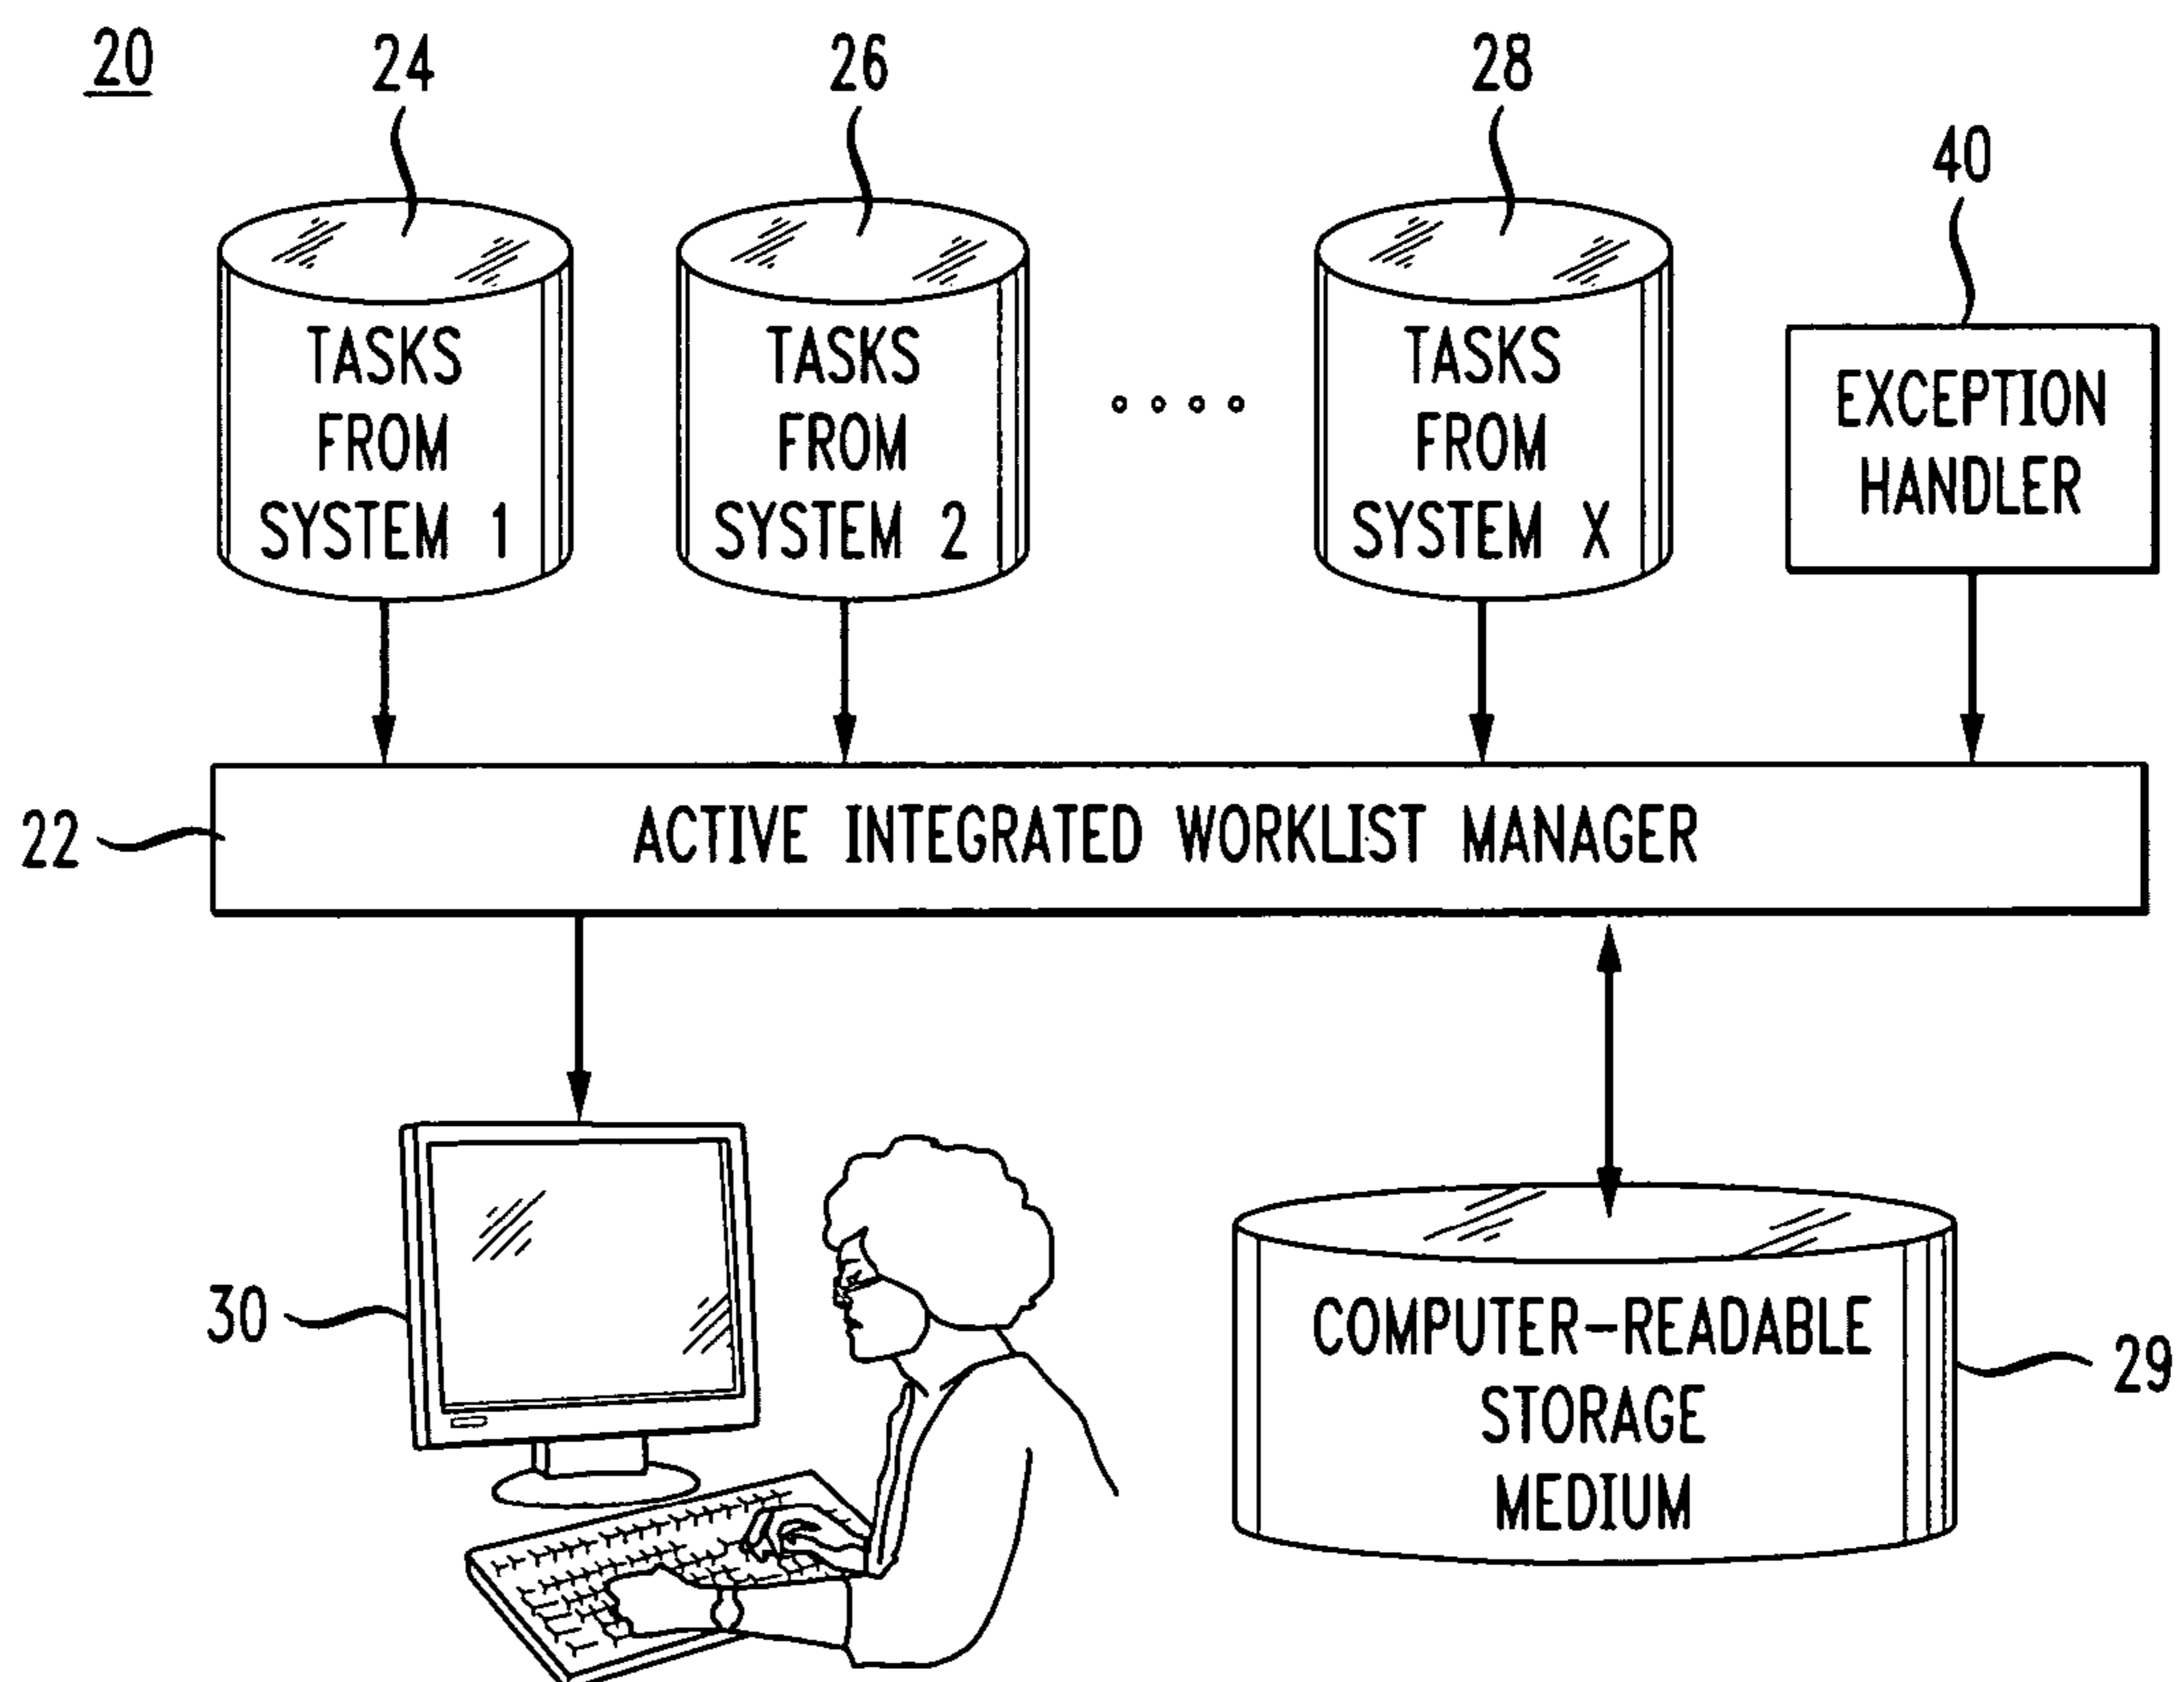 20
24
26
28
40
TASKS
FROM
SYSTEM 1
TASKS
FROM
SYSTEM 2
TASKS
FROM
SYSTEM X
EXCEPTION
HANDLER
22
ACTIVE INTEGRATED WORKLIST MANAGER
30
COMPUTER-READABLE
STORAGE
MEDIUM
29